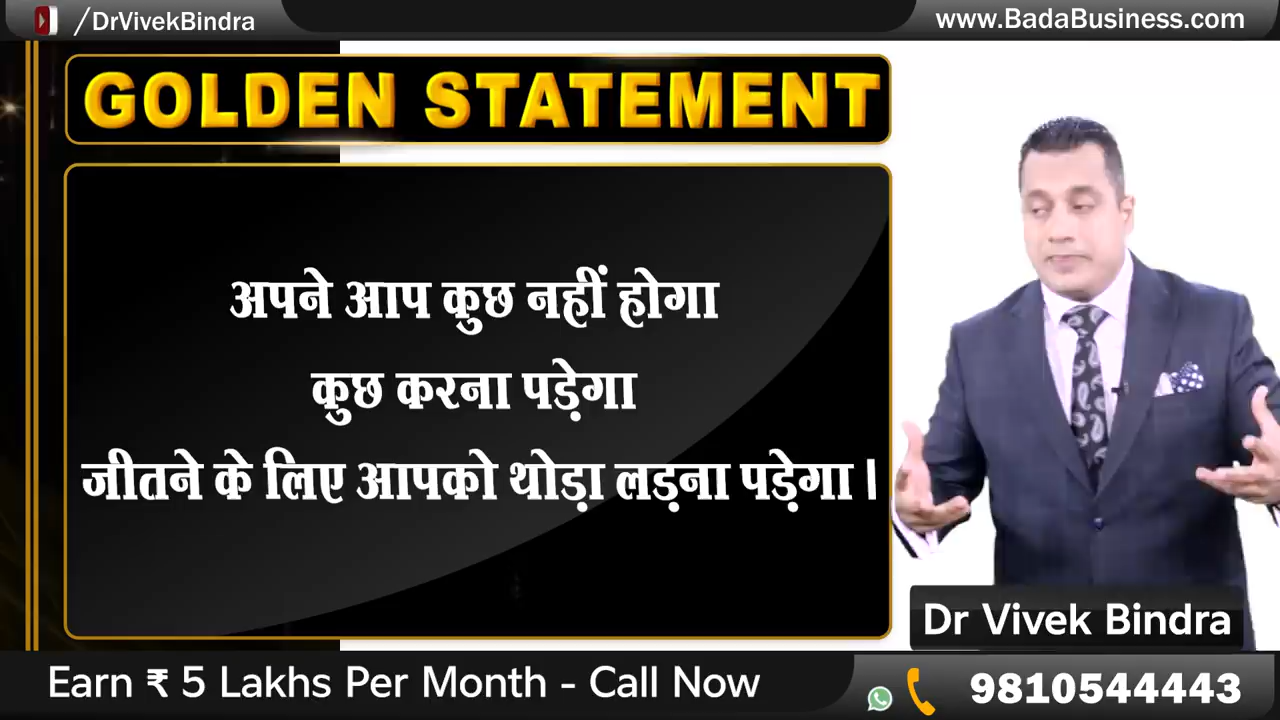 /DrVivekBindra
www.BadaBusiness.com
GOLDEN STATEMENT
अपने आप कुछ नहीं होगा
कुछ करना पड़ेगा
जीतने के लिए आपको थोड़ा लड़ना पड़ेगा।
Dr Vivek Bindra
Earn ₹ 5 Lakhs Per Month - Call Now
9810544443